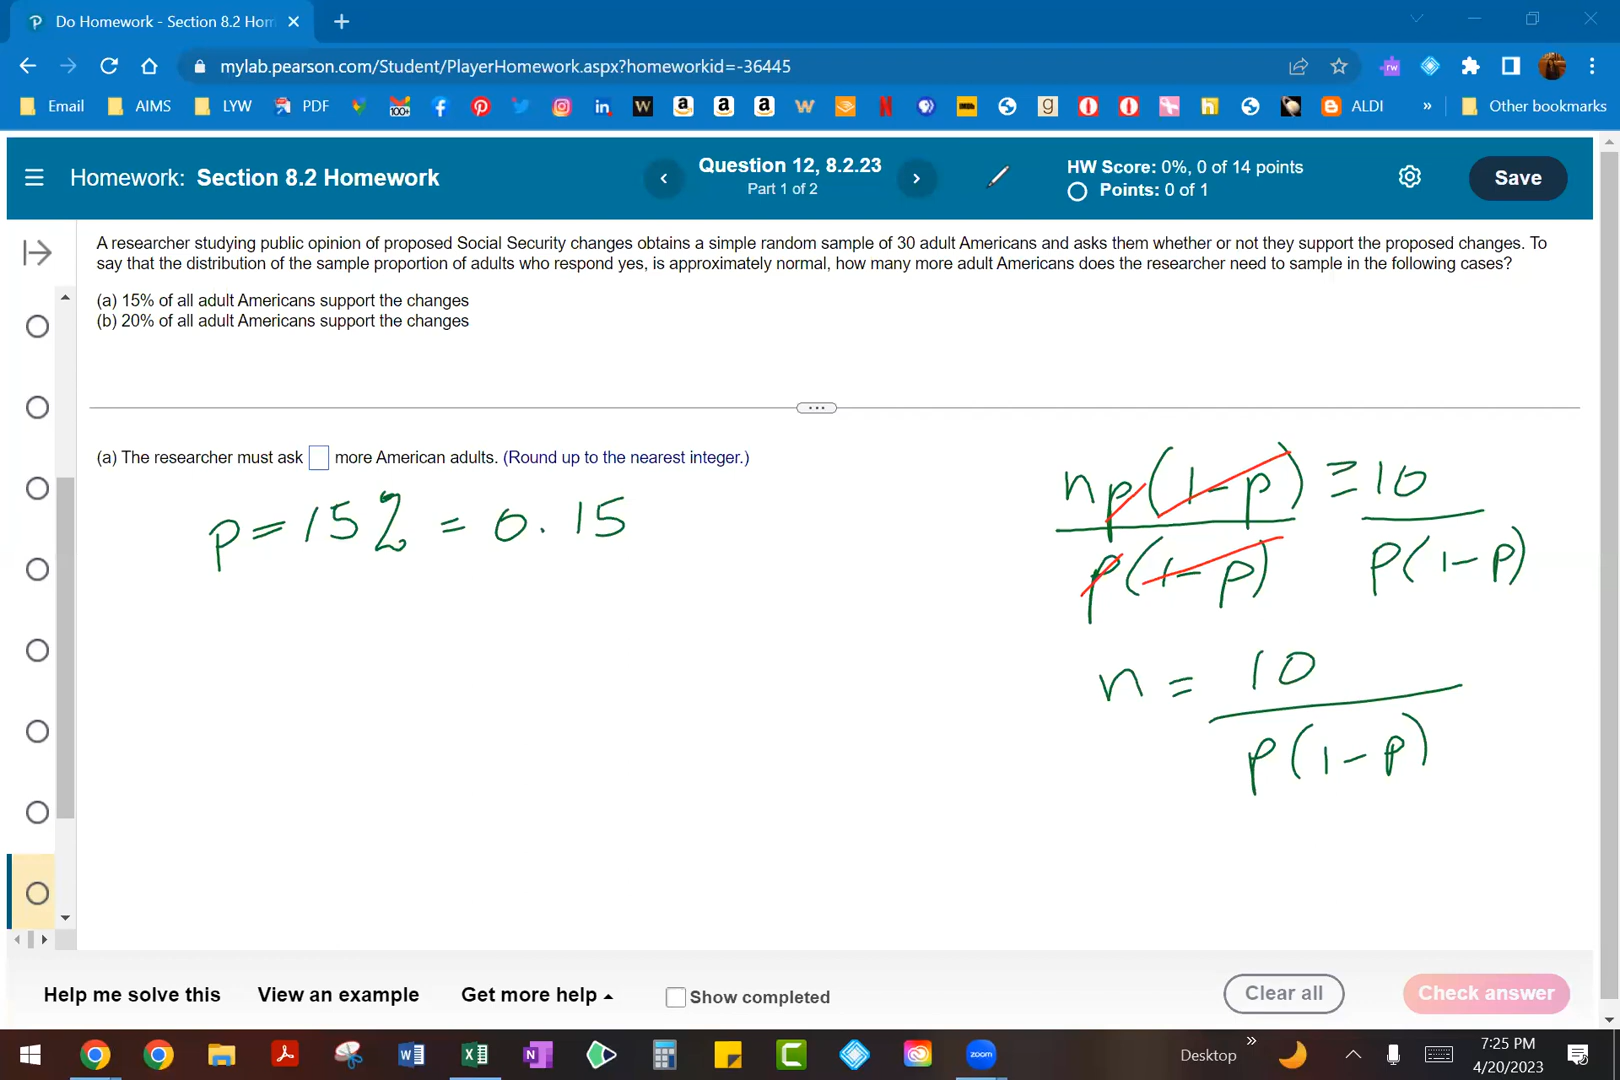 Do Homework - Section 8.2 Hom
mylab.pearson.com/Student/PlayerHomework.aspx?homeworkid=-36445
Email AIMS LYW PDF ALDI » Other bookmarks
Homework: Section 8.2 Homework
Question 12, 8.2.23
Part 1 of 2
HW Score: 0%, 0 of 14 points
Points: 0 of 1
Save
A researcher studying public opinion of proposed Social Security changes obtains a simple random sample of 30 adult Americans and asks them whether or not they support the proposed changes. To
say that the distribution of the sample proportion of adults who respond yes, is approximately normal, how many more adult Americans does the researcher need to sample in the following cases?
(a) 15% of all adult Americans support the changes
(b) 20% of all adult Americans support the changes
(a) The researcher must ask more American adults. (Round up to the nearest integer.)
p = 15% = 0.15
np(1-p) ≥ 10
p(1-p) p(1-p)
n = 10
p(1-p)
Help me solve this View an example Get more help Show completed Clear all Check answer
Desktop » 7:25 PM
4/20/2023